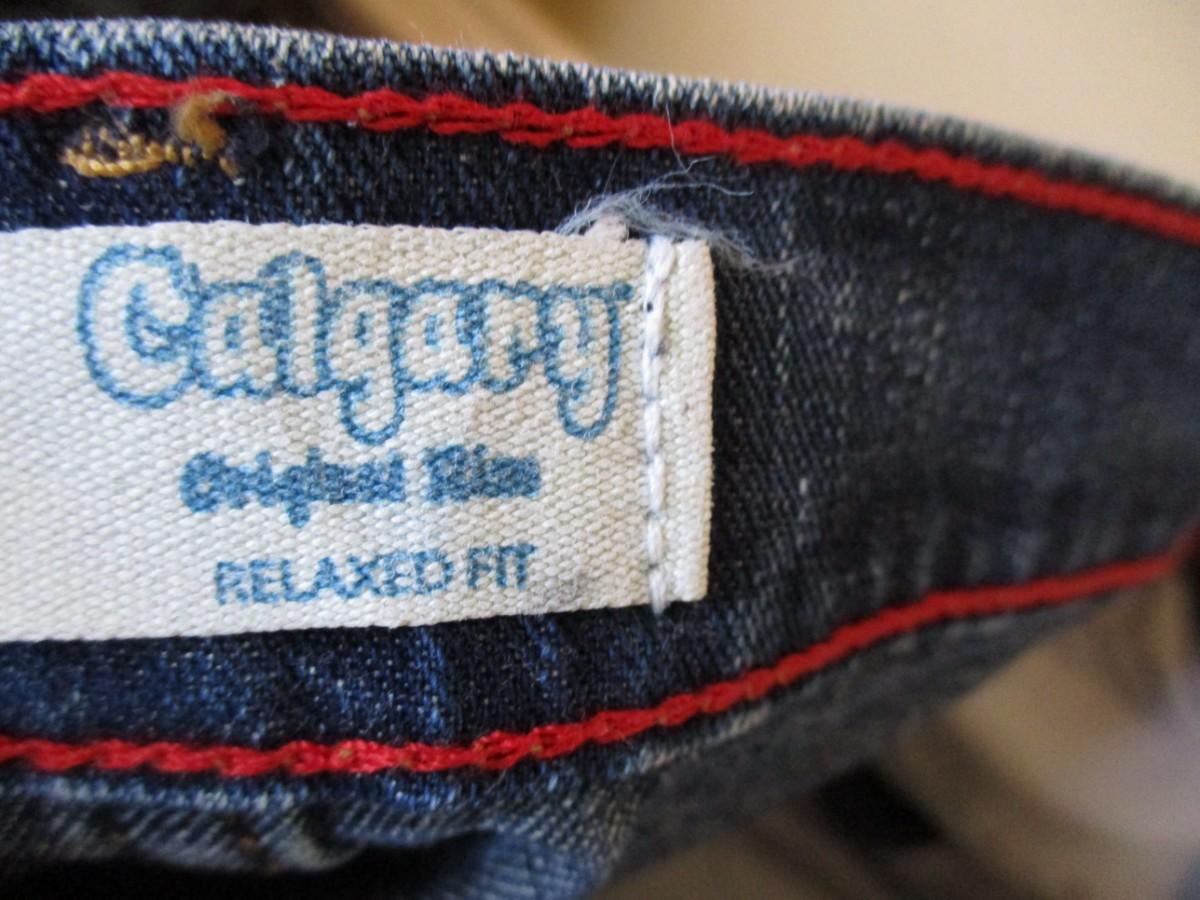 Calgary
Original Blue
RELAXED FIT